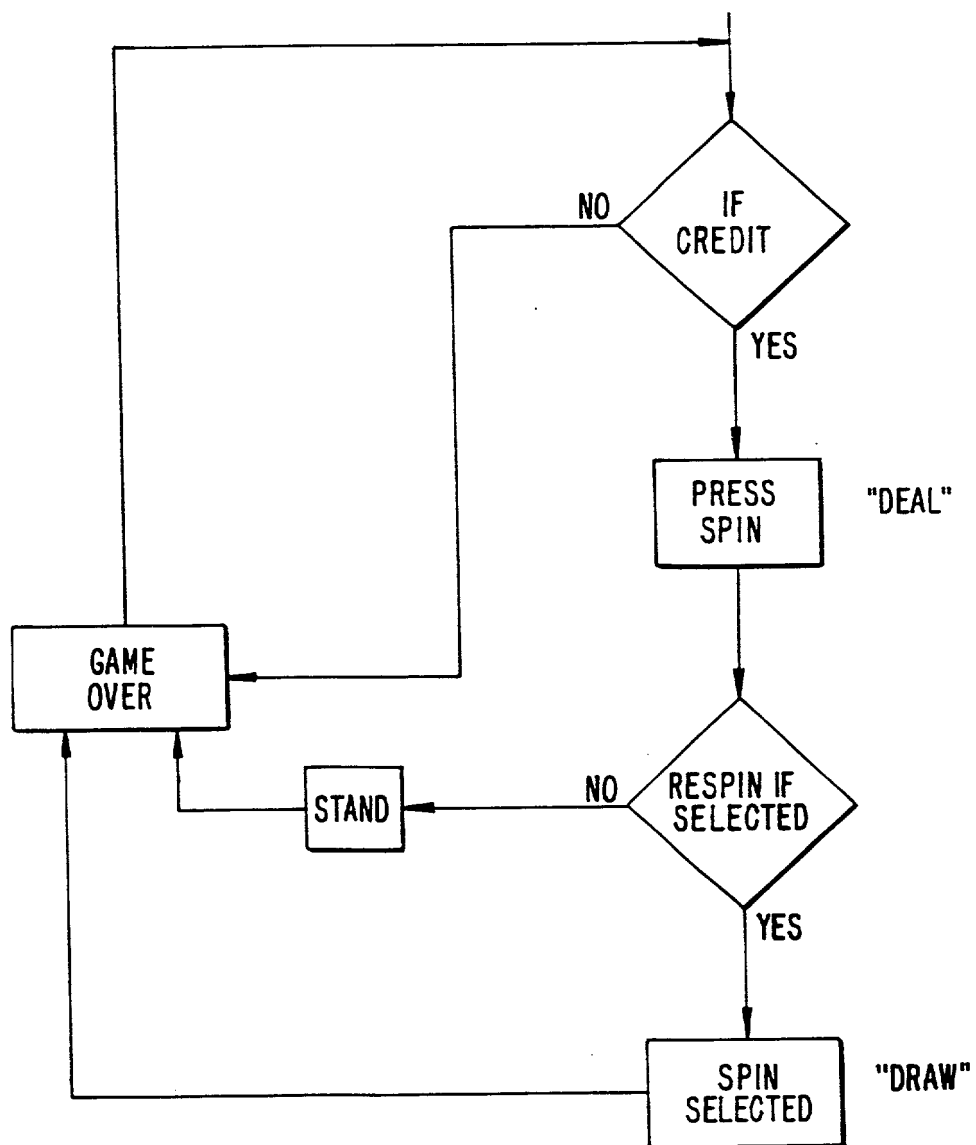 NO
IF
CREDIT
YES
PRESS
SPIN
"DEAL"
GAME
OVER
STAND
NO
RESPIN IF
SELECTED
YES
SPIN
SELECTED
"DRAW"